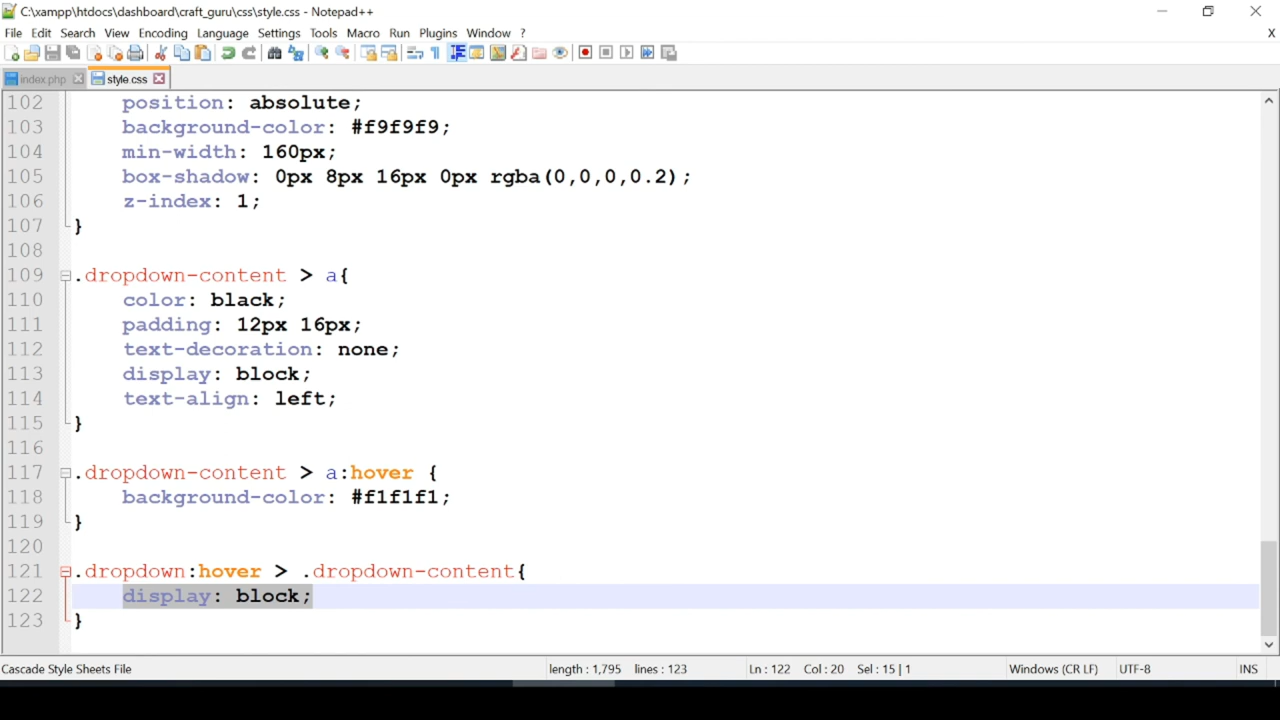 C:\xampp\htdocs\dashboard\craft_guru\css\style.css - Notepad++
File Edit Search View Encoding Language Settings Tools Macro Run Plugins Window ? X
index.php style.css
102 position: absolute;
103 background-color: #f9f9f9;
104 min-width: 160px;
105 box-shadow: 0px 8px 16px 0px rgba(0,0,0,0.2);
106 z-index: 1;
107 }
108
109 .dropdown-content > a{
110 color: black;
111 padding: 12px 16px;
112 text-decoration: none;
113 display: block;
114 text-align: left;
115 }
116
117 .dropdown-content > a:hover {
118 background-color: #f1f1f1;
119 }
120
121 .dropdown:hover > .dropdown-content{
122 display: block;
123 }
Cascade Style Sheets File length : 1,795 lines : 123 Ln : 122 Col : 20 Sel : 15 | 1 Windows (CR LF) UTF-8 INS